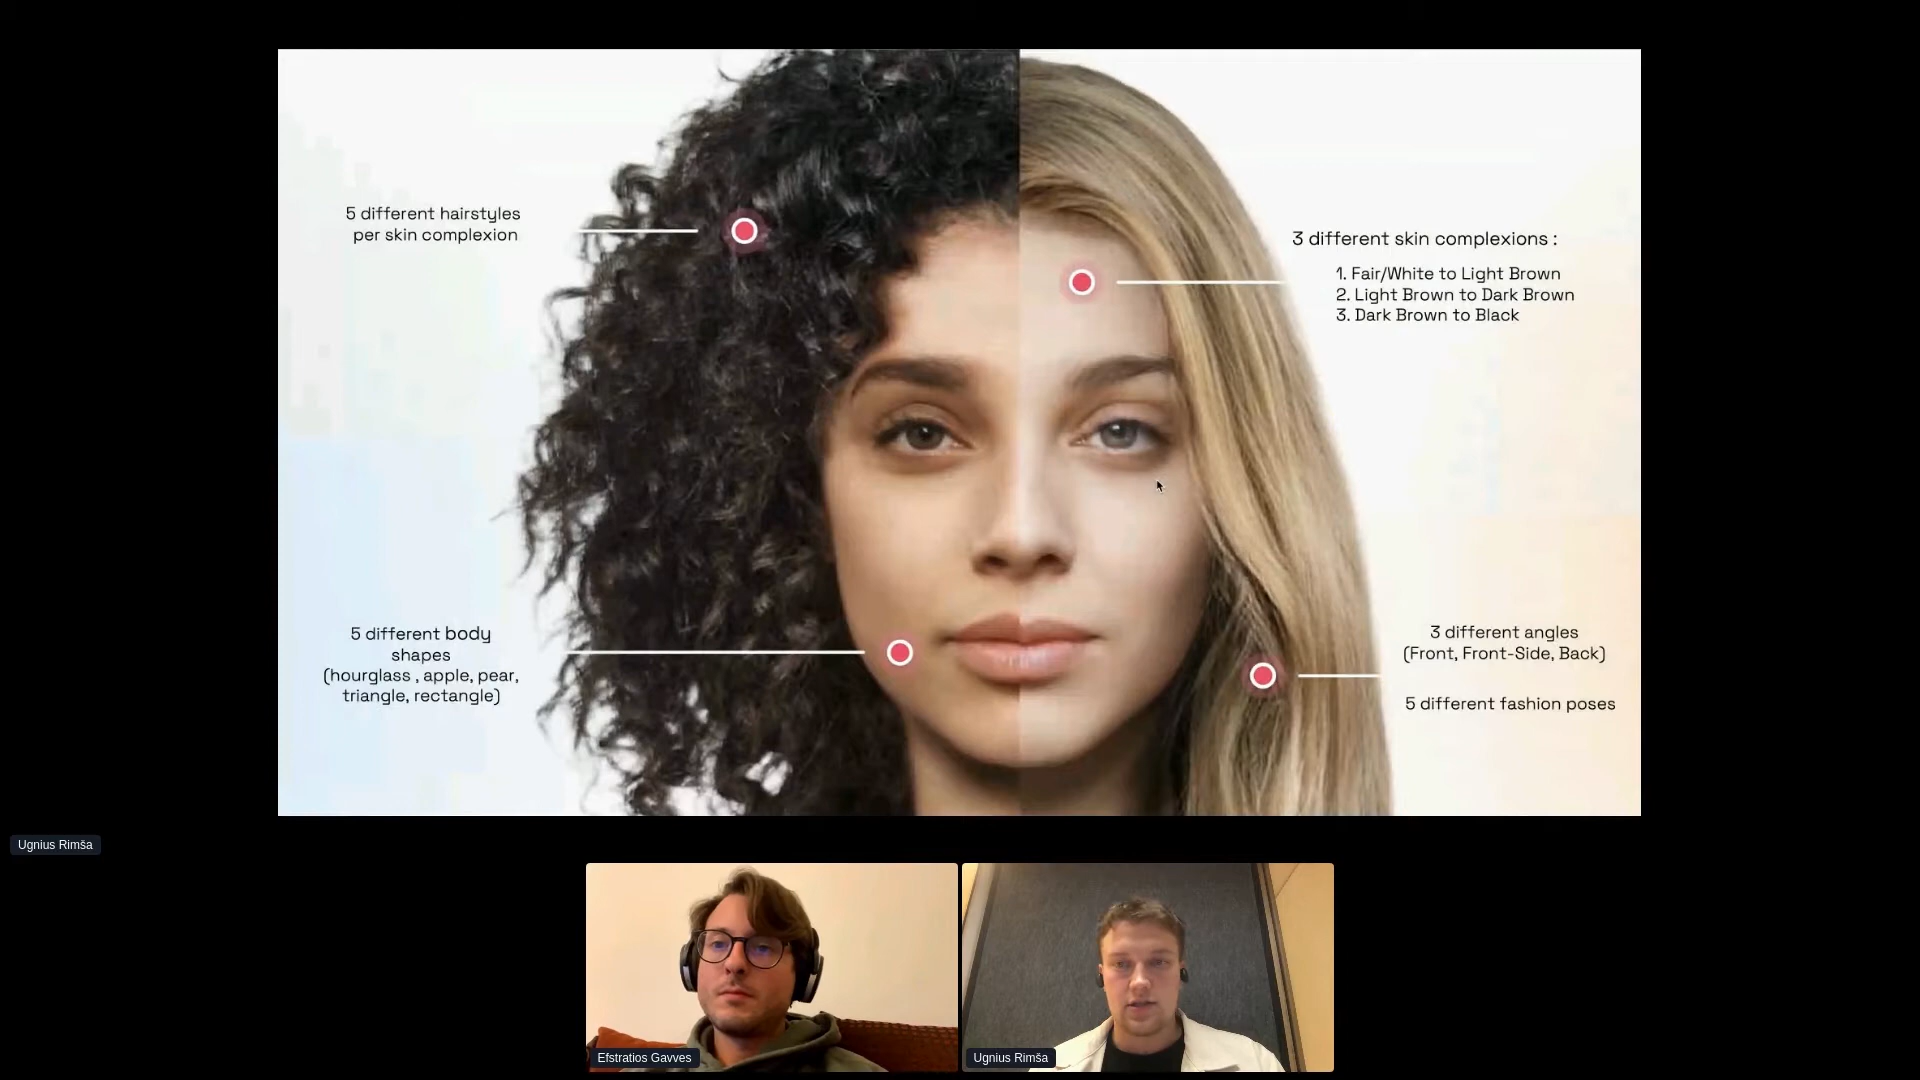 5 different hairstyles
per skin complexion
3 different skin complexions :
1. Fair/White to Light Brown
2. Light Brown to Dark Brown
3. Dark Brown to Black
5 different body
shapes
(hourglass , apple, pear,
triangle, rectangle)
3 different angles
(Front, Front-Side, Back)
5 different fashion poses
Ugnius Rimša
Efstratios Gavves
Ugnius Rimša